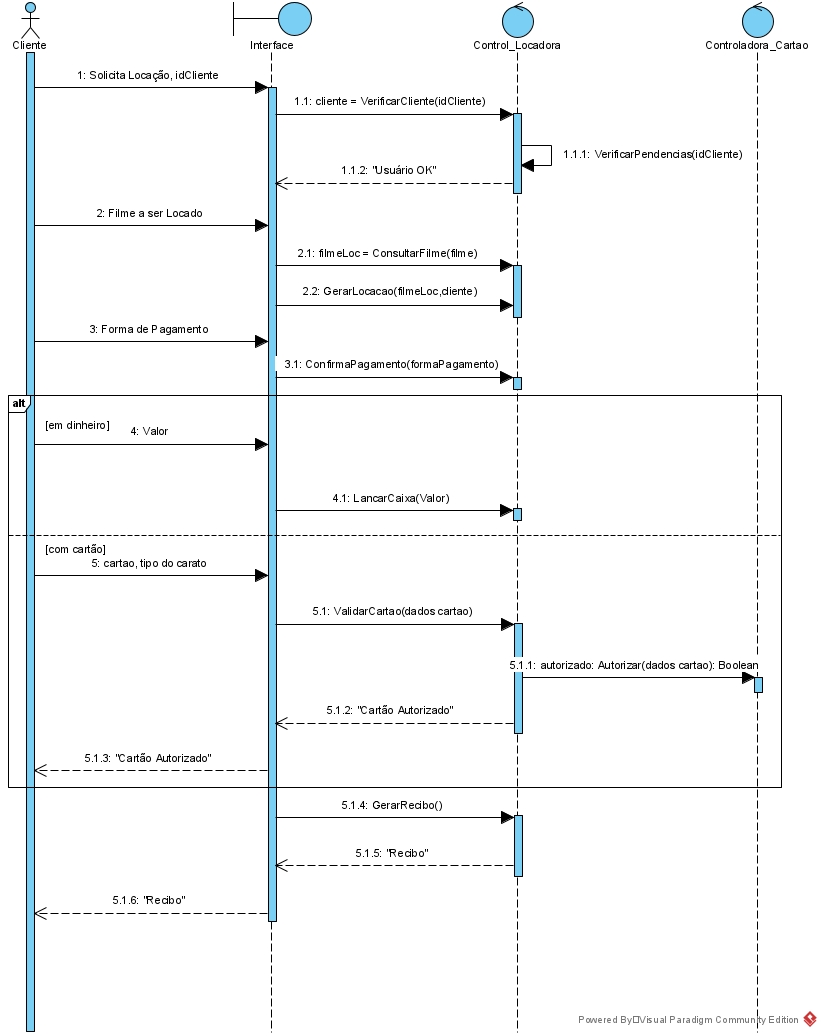 Cliente
Interface
Control_Locadora
Controladora_Cartao
1: Solicita Locação, idCliente
1.1: cliente = VerificarCliente(idCliente)
1.1.1: VerificarPendencias(idCliente)
1.1.2: "Usuário OK"
2: Filme a ser Locado
2.1: filmeLoc = ConsultarFilme(filme)
2.2: GerarLocacao(filmeLoc,cliente)
3: Forma de Pagamento
3.1: ConfirmaPagamento(formaPagamento)
alt
[em dinheiro]
4: Valor
4.1: LancarCaixa(Valor)
[com cartão]
5: cartao, tipo do carato
5.1: ValidarCartao(dados cartao)
5.1.1: autorizado: Autorizar(dados cartao): Boolean
5.1.2: "Cartão Autorizado"
5.1.3: "Cartão Autorizado"
5.1.4: GerarRecibo()
5.1.5: "Recibo"
5.1.6: "Recibo"
Powered By Visual Paradigm Community Edition